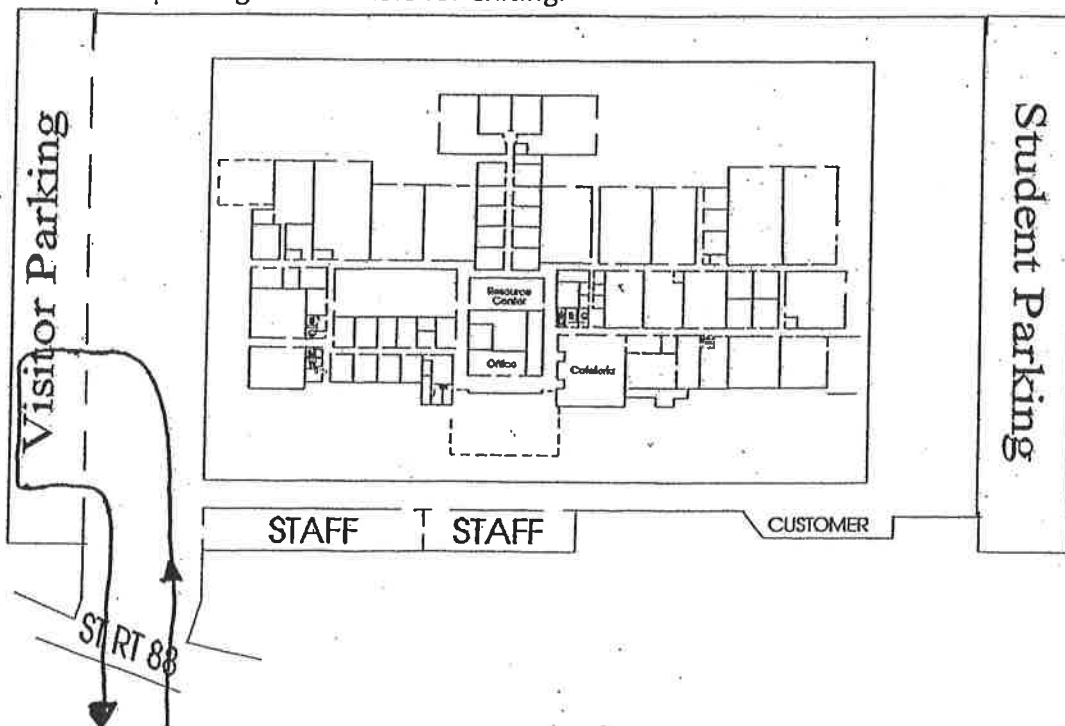 Visitor Parking
Student Parking
Resource
Center
Office
Cafeteria
STAFF
STAFF
CUSTOMER
ST RT 88